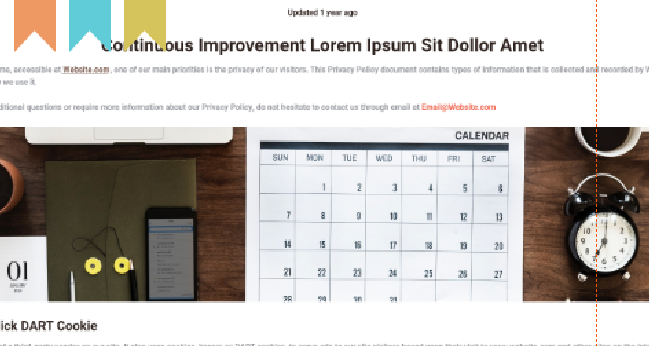 Updated 1 year ago
Continuous Improvement Lorem Ipsum Sit Dollor Amet
me, accessible at Website.com, one of our main priorities is the privacy of our visitors. This Privacy Policy document contains types of information that is collected and recorded by W
we use it.
ditional questions or require more information about our Privacy Policy, do not hesitate to contact us through email at Email@Website.com
CALENDAR
SUN MON TUE WED THU FRI SAT
1 2 3 4 5 6
7 8 9 10 11 12 13
14 15 16 17 18 19 20
21 22 23 24 25 26 27
28 29 30 31
01
ick DART Cookie